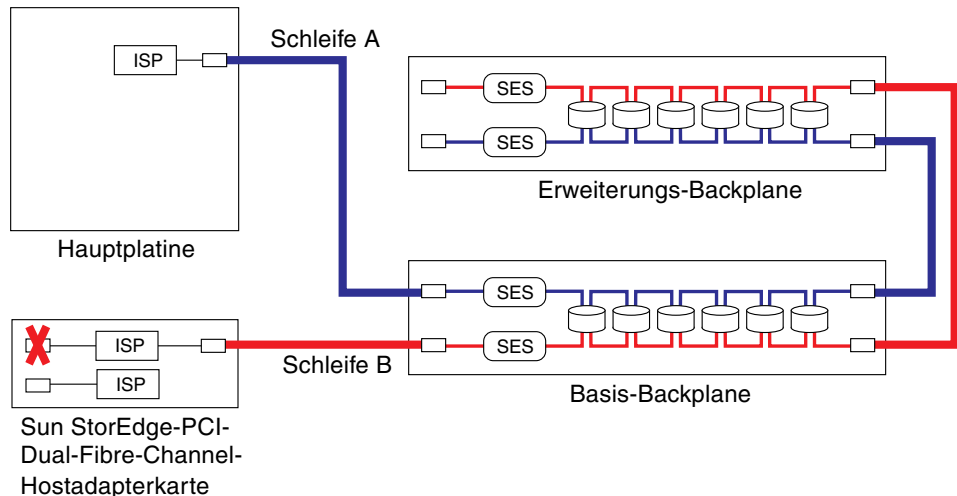 ISP
Schleife A
Hauptplatine
SES
SES
Erweiterungs-Backplane
SES
SES
Basis-Backplane
ISP
Schleife B
ISP
Sun StorEdge-PCI-
Dual-Fibre-Channel-
Hostadapterkarte